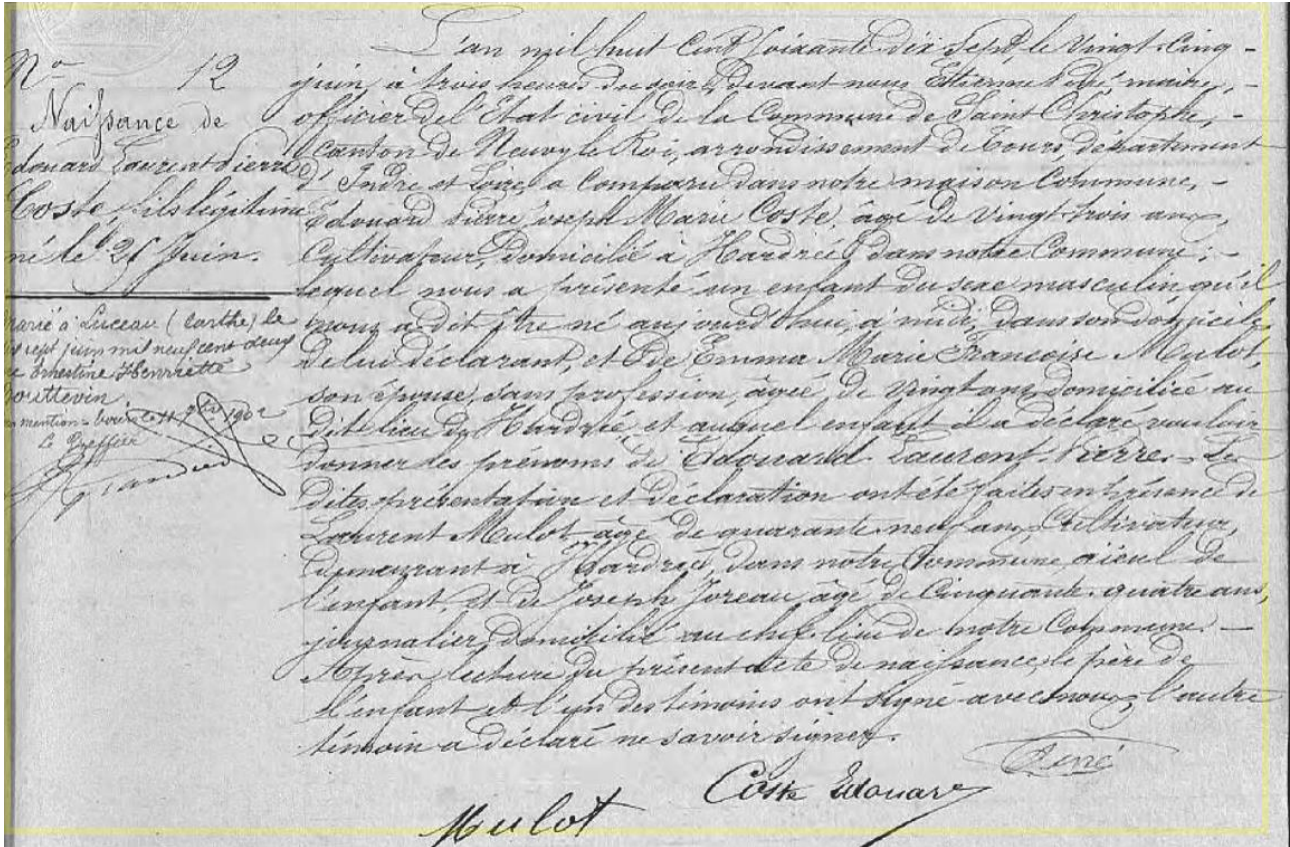 N° 12
Naissance de
Edouard Laurent Pierre
Coste, fils légitime
né le 25 Juin.
marié à Luceau (Sarthe) le
sept juin mil neuf cent deux
Ernestine Henriette
mention
Le Greffier
L'an mil huit Cent soixante-dix-sept, le Vingt-Cinq -
juin, à trois heures du soir, devant nous Etienne maire, -
officier de l'Etat civil de la Commune de Saint Christophe, -
Canton de Neuvy le Roi, arrondissement de Tours, département
d'Indre et Loire, a Comparu dans notre maison Commune, -
Edouard Pierre Joseph Marie Coste, âgé de Vingt-trois ans,
Cultivateur, domicilié à Hardrée, dans notre Commune; -
lequel nous a présenté un enfant du sexe masculin qu'il
nous a dit être né aujourd'hui, à midi, dans son domicile
de lui déclarant, et de Emma Marie Françoise Mulot,
son épouse, sans profession, âgée, de vingt ans, domiciliée au
dit lieu de Hardrée, et auquel enfant il a déclaré vouloir
donner les prénoms de Edouard Laurent Pierre. Les
dites présentation et déclaration ont été faites en présence de
Laurent Mulot âgé de quarante-neuf ans, Cultivateur,
demeurant à Hardrée, dans notre Commune, aïeul de
l'enfant, et de Joseph Joreau, âgé de Cinquante-quatre ans,
journalier, domicilié au chef-lieu de notre Commune. -
Après lecture du présent acte de naissance, le père de
l'enfant et l'un des témoins ont signé avec nous, l'autre
témoin a déclaré ne savoir signer.
Coste Edouard
Mulot